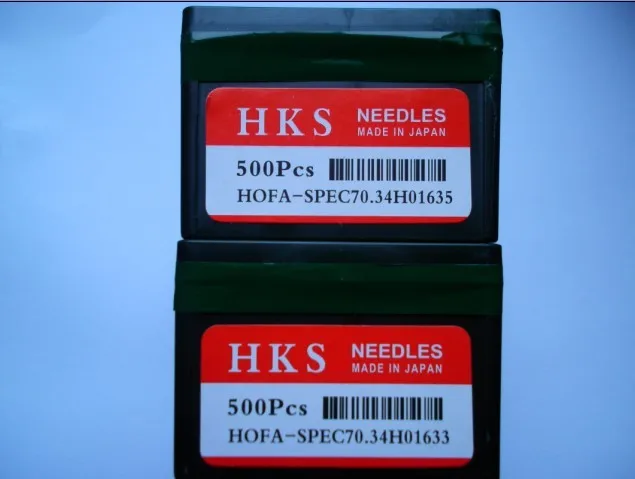 HKS NEEDLES
MADE IN JAPAN
500Pcs
HOFA-SPEC70.34H01635
HKS NEEDLES
MADE IN JAPAN
500Pcs
HOFA-SPEC70.34H01633